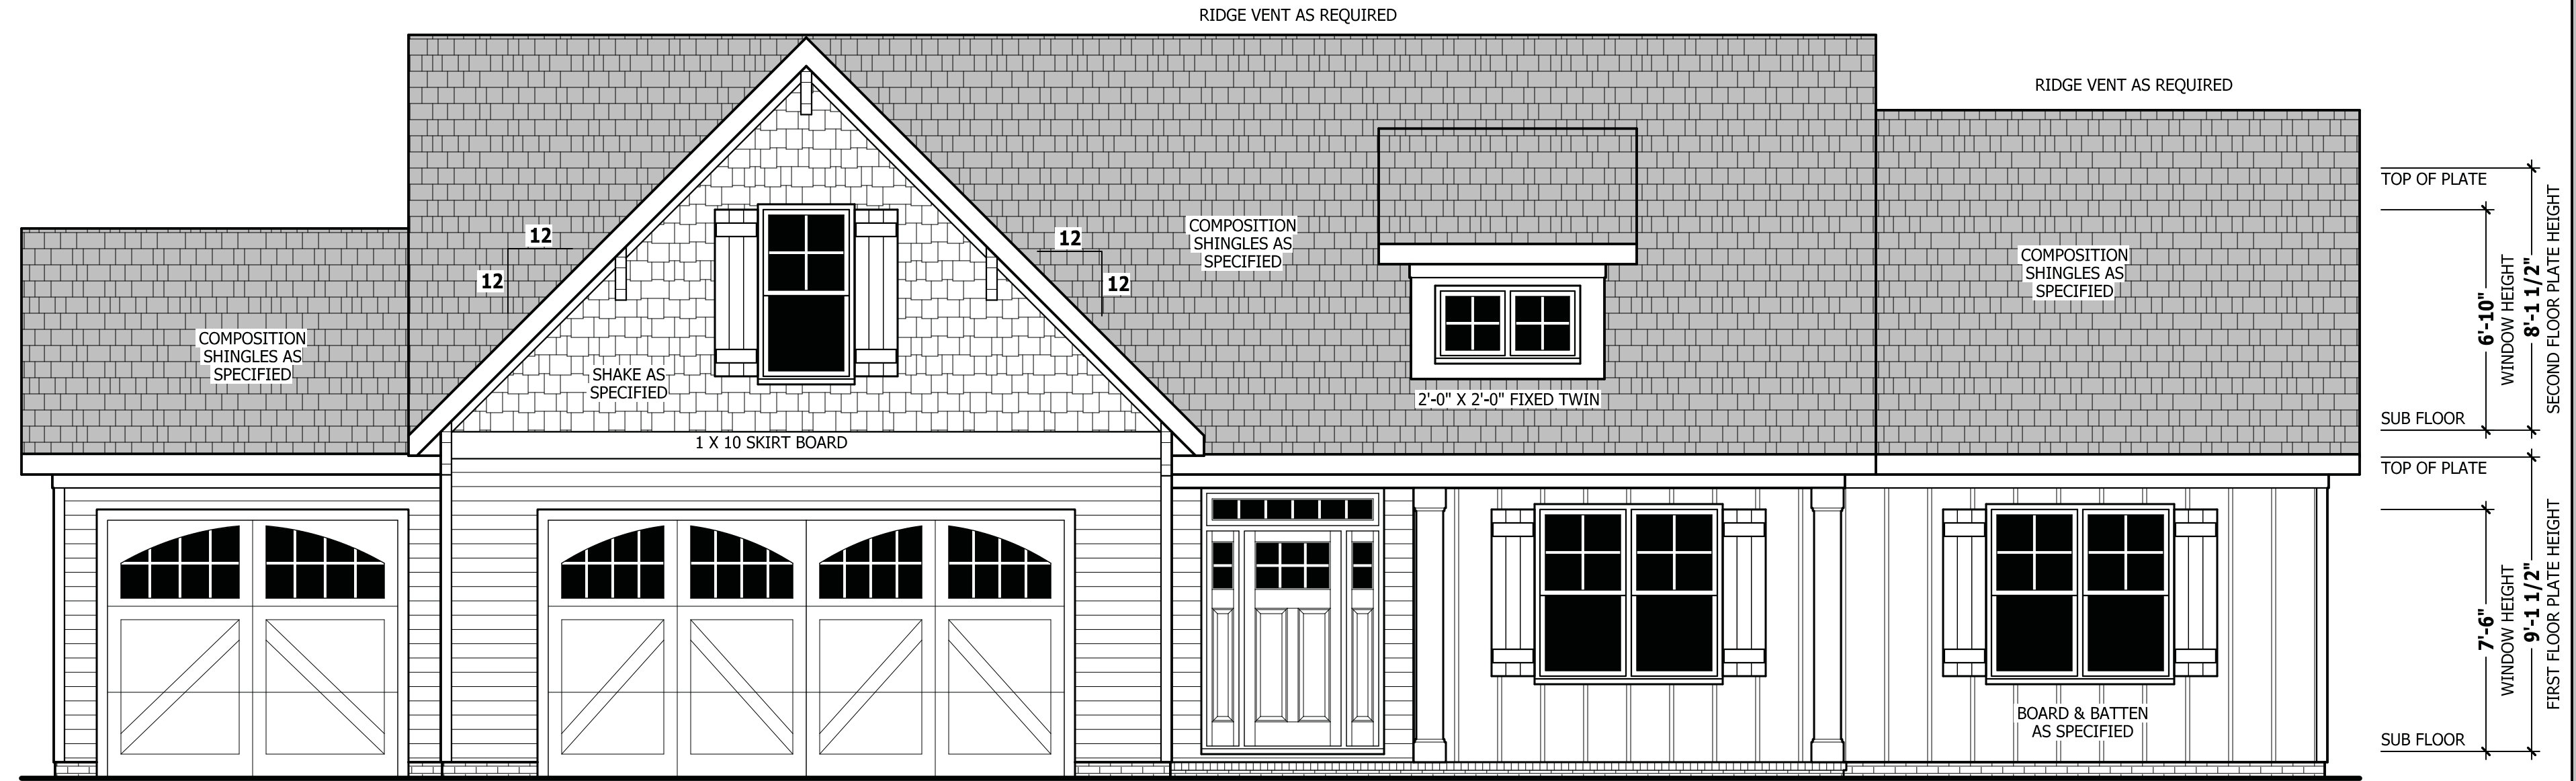 RIDGE VENT AS REQUIRED
RIDGE VENT AS REQUIRED
TOP OF PLATE
12
12
12
12
COMPOSITION
SHINGLES AS
SPECIFIED
COMPOSITION
SHINGLES AS
SPECIFIED
COMPOSITION
SHINGLES AS
SPECIFIED
SHAKE AS
SPECIFIED
2'-0" X 2'-0" FIXED TWIN
1 X 10 SKIRT BOARD
6'-10"
WINDOW HEIGHT
8'-1 1/2"
SECOND FLOOR PLATE HEIGHT
SUB FLOOR
TOP OF PLATE
7'-6"
WINDOW HEIGHT
9'-1 1/2"
FIRST FLOOR PLATE HEIGHT
BOARD & BATTEN
AS SPECIFIED
SUB FLOOR